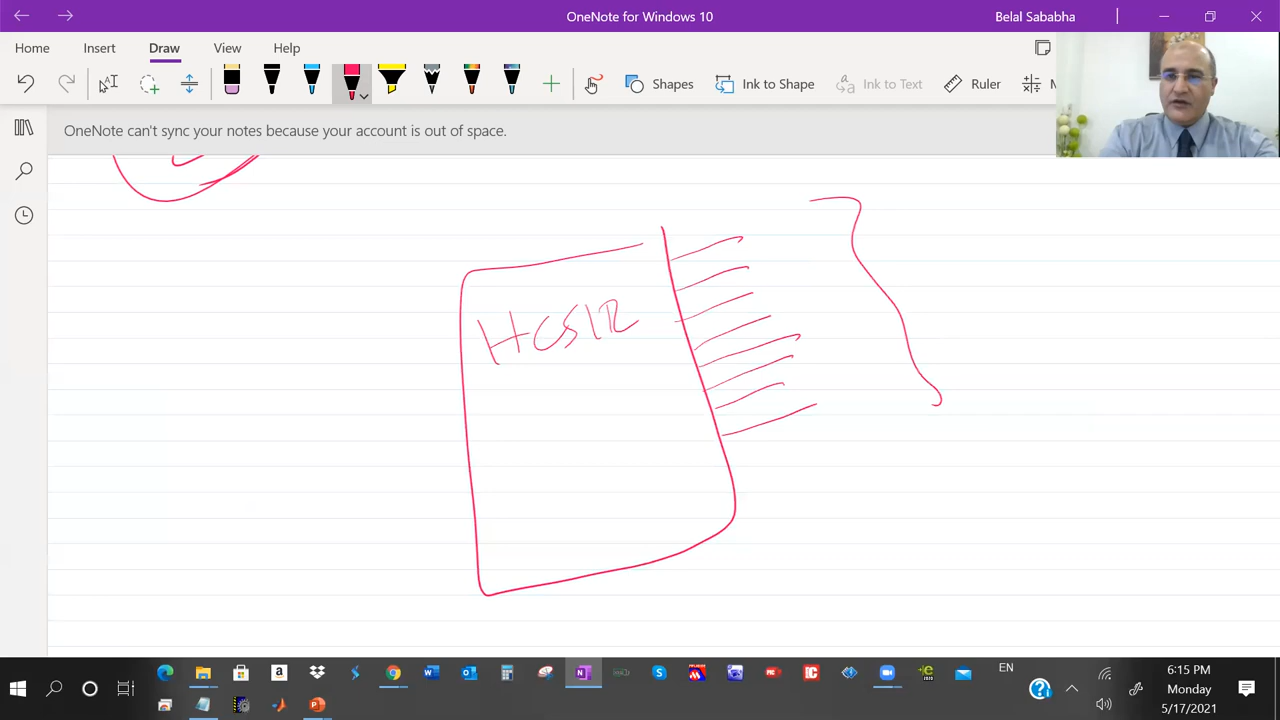 OneNote for Windows 10
Belal Sababha
Home Insert Draw View Help
Shapes Ink to Shape Ink to Text Ruler M
OneNote can't sync your notes because your account is out of space.
HCS12
EN
6:15 PM
Monday
5/17/2021